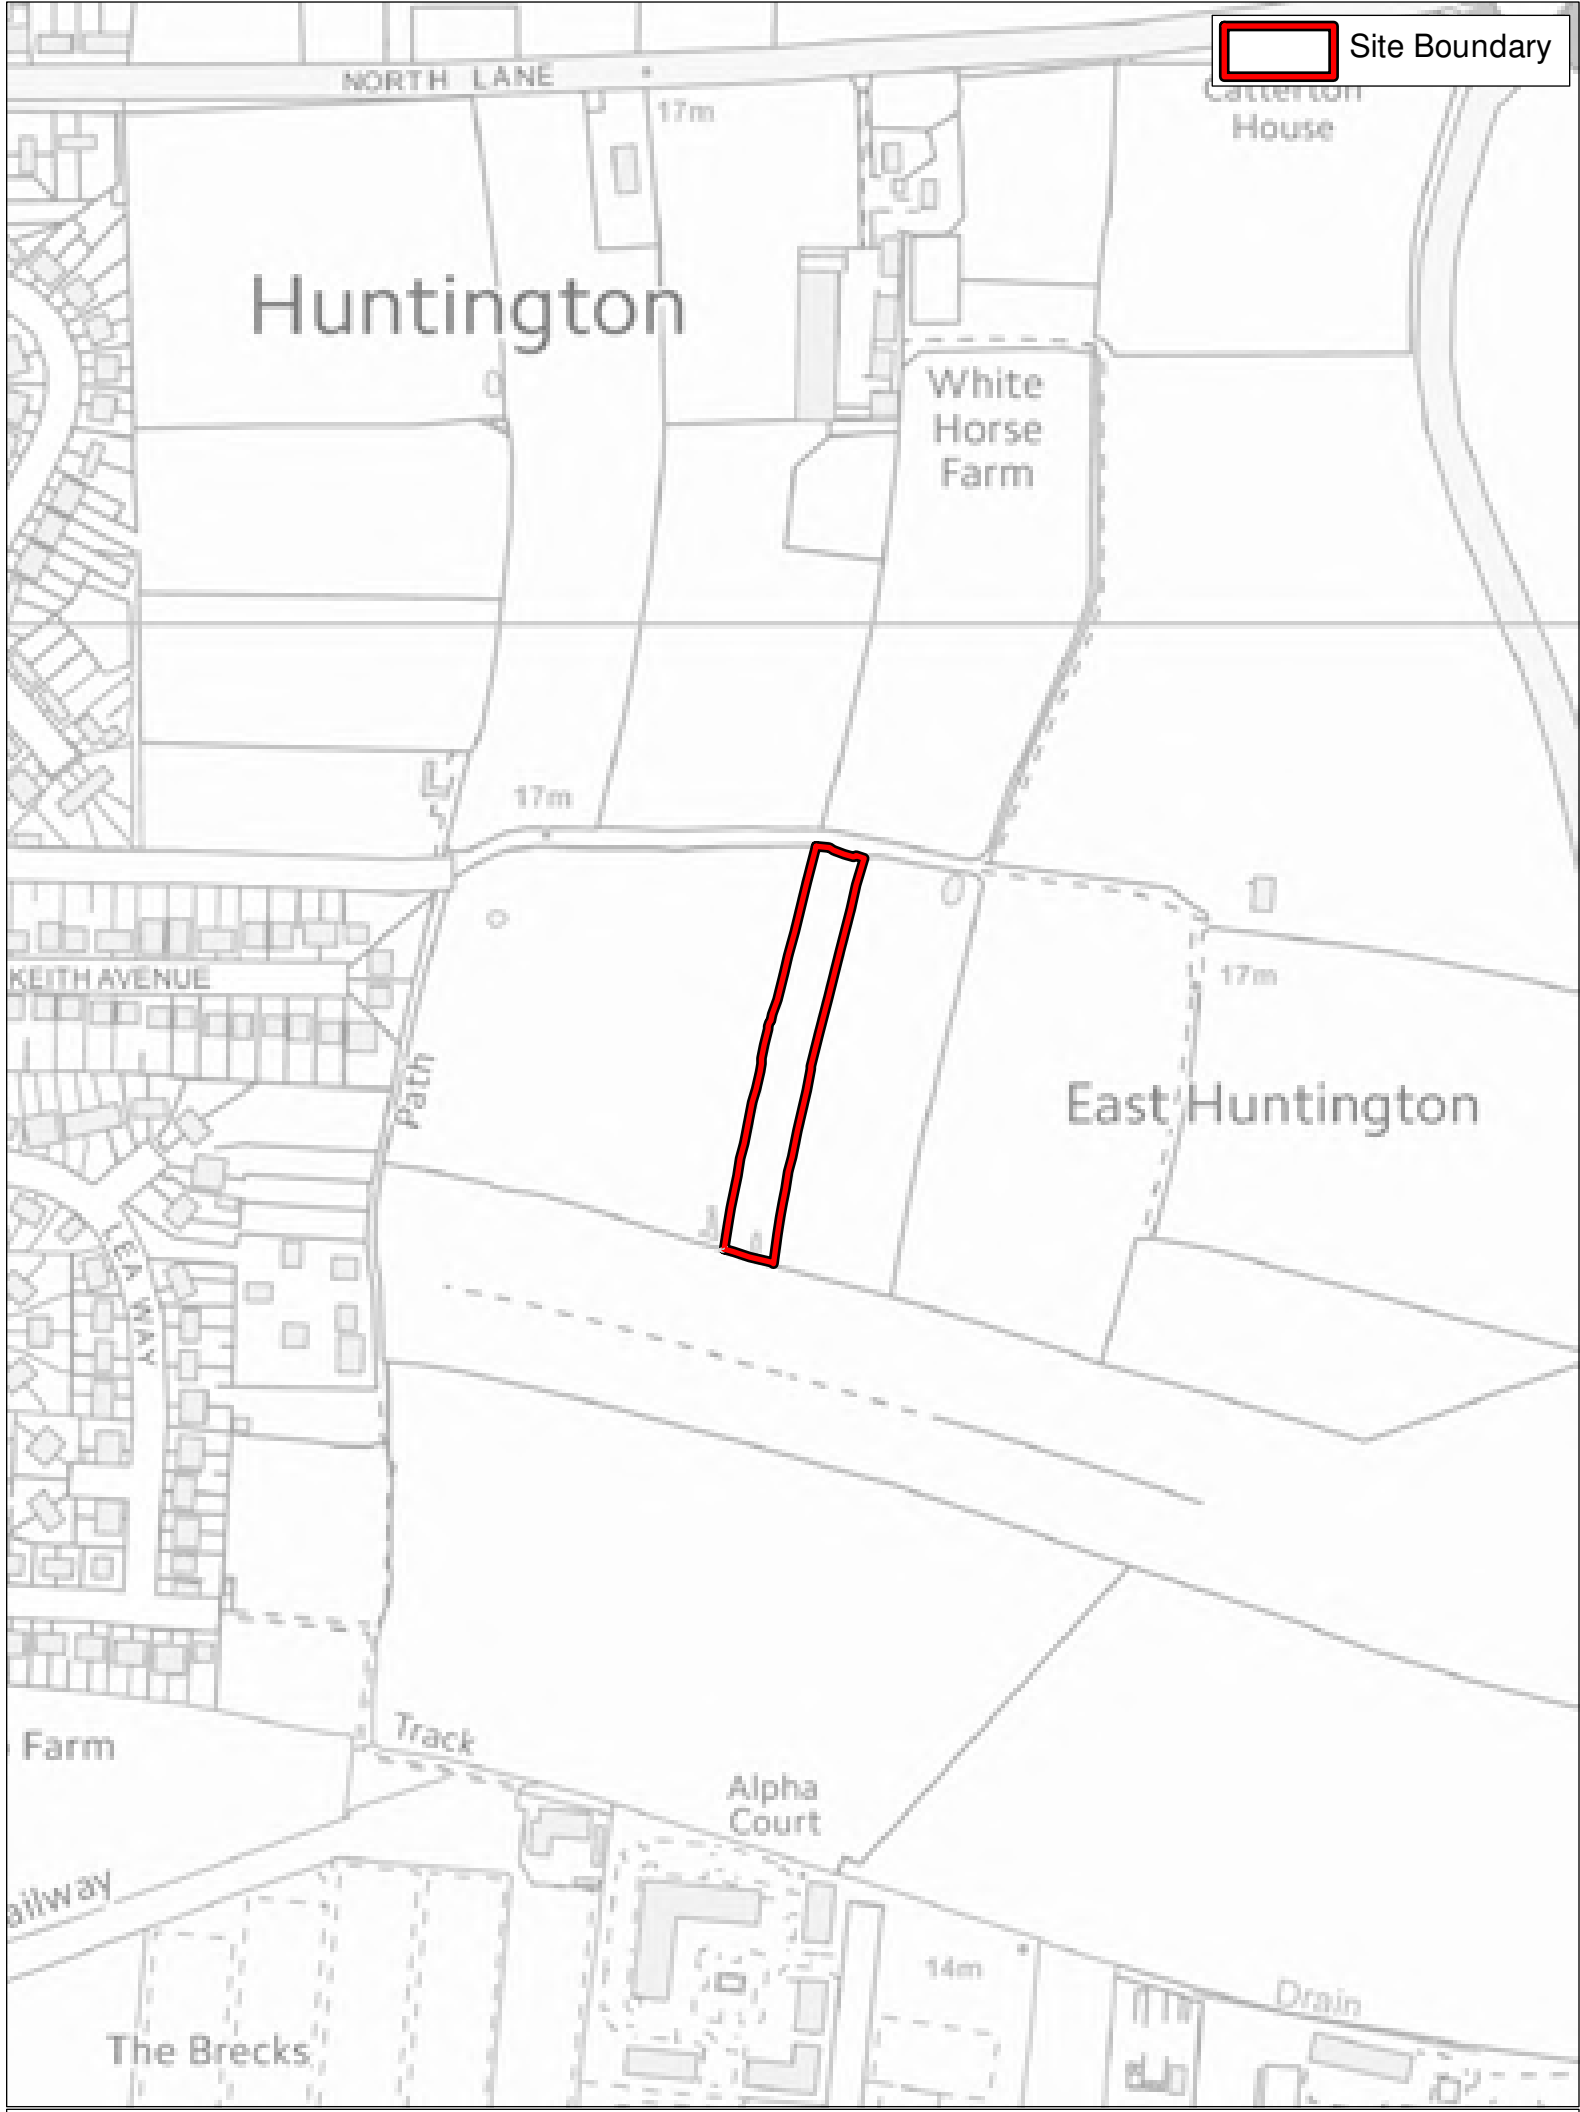 Site Boundary
NORTH LANE
17m
Catterton
House
Huntington
White
Horse
Farm
17m
KEITH AVENUE
17m
Path
East Huntington
LEA WAY
Farm
Track
Alpha
Court
ailway
14m
Drain
The Brecks